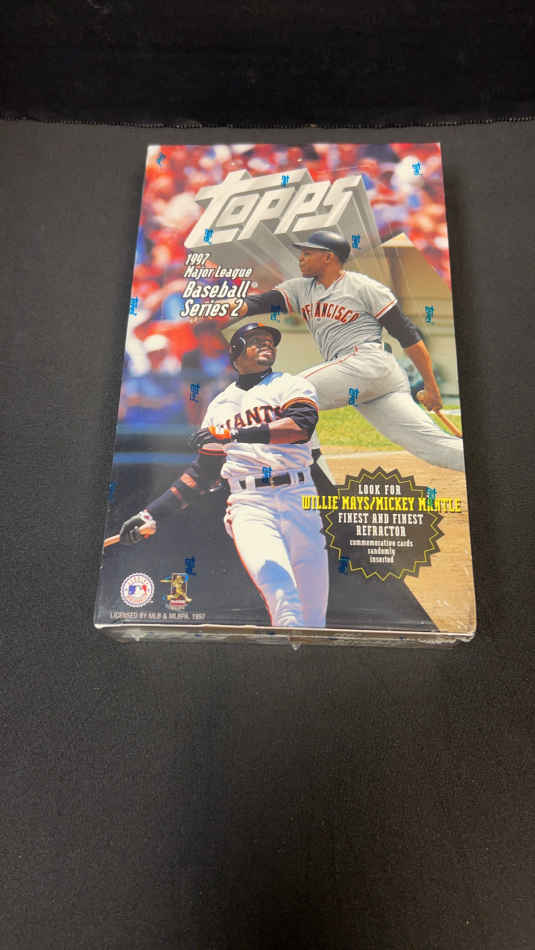 topps
1997
Major League
Baseball®
Series 2
FRANCISCO
GIANTS
LOOK FOR
WILLIE MAYS/MICKEY MANTLE
FINEST AND FINEST
REFRACTOR
commemorative cards
randomly
inserted
LICENSED BY MLB & MLBPA, 1997